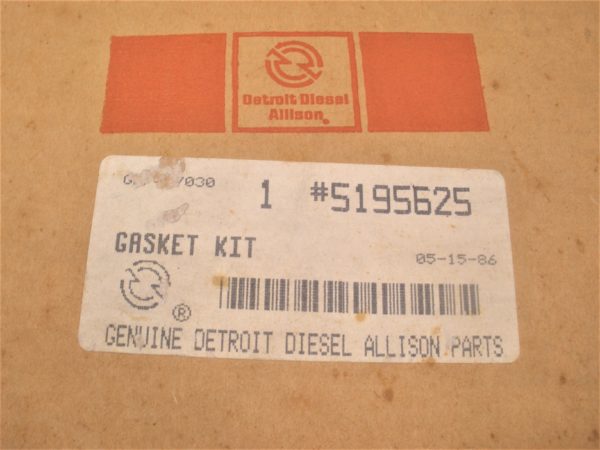 Detroit Diesel
Allison
1 #5195625
GASKET KIT
05-15-86
®
GENUINE DETROIT DIESEL ALLISON PARTS